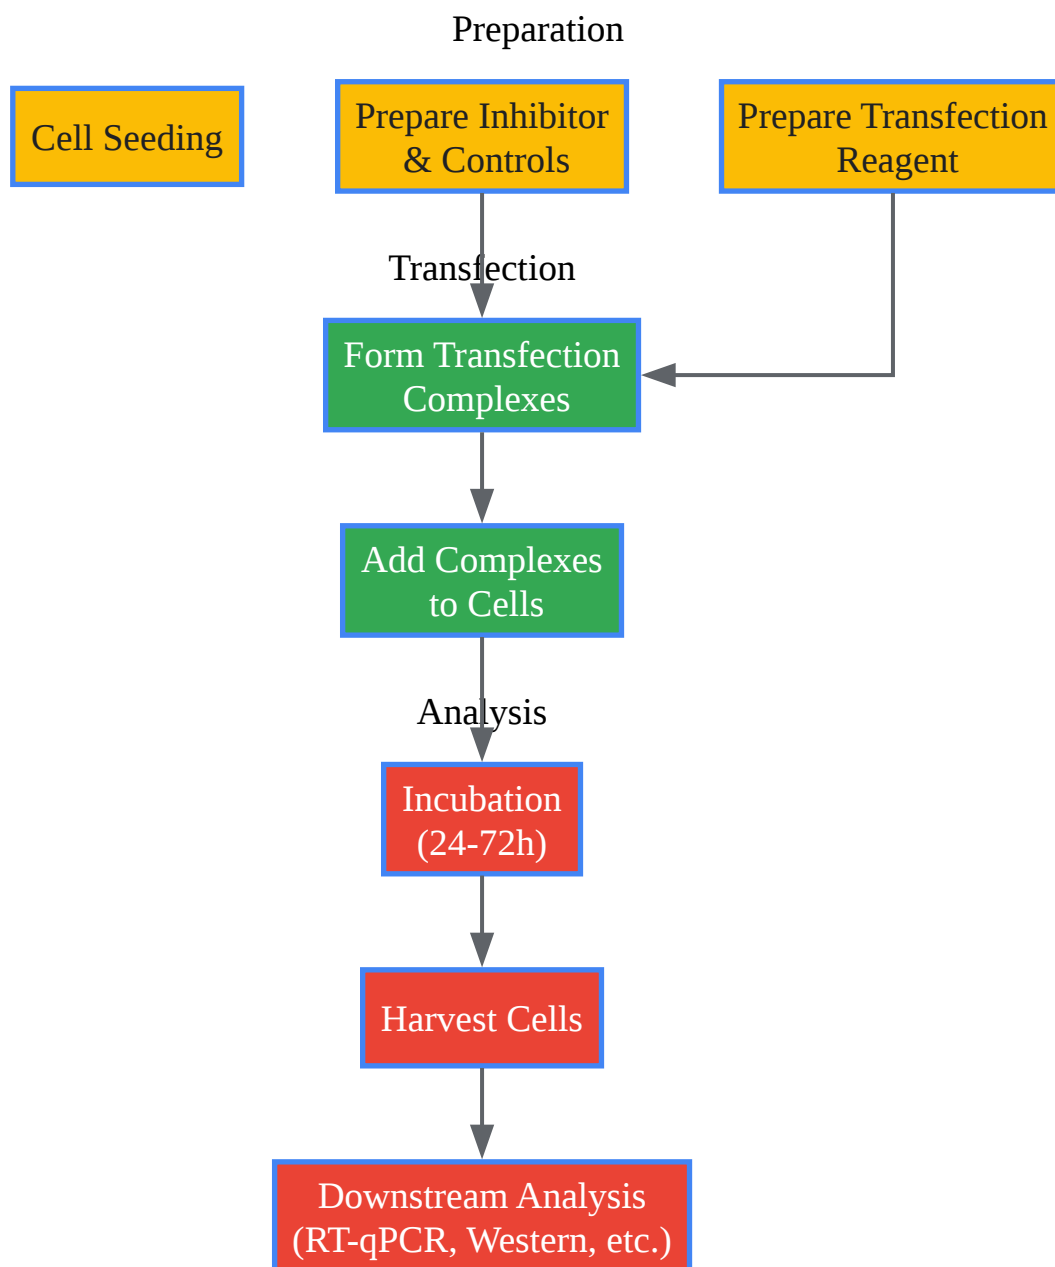 Preparation
Cell Seeding
Prepare Inhibitor
& Controls
Prepare Transfection
Reagent
Transfection
Form Transfection
Complexes
Add Complexes
to Cells
Analysis
Incubation
(24-72h)
Harvest Cells
Downstream Analysis
(RT-qPCR, Western, etc.)